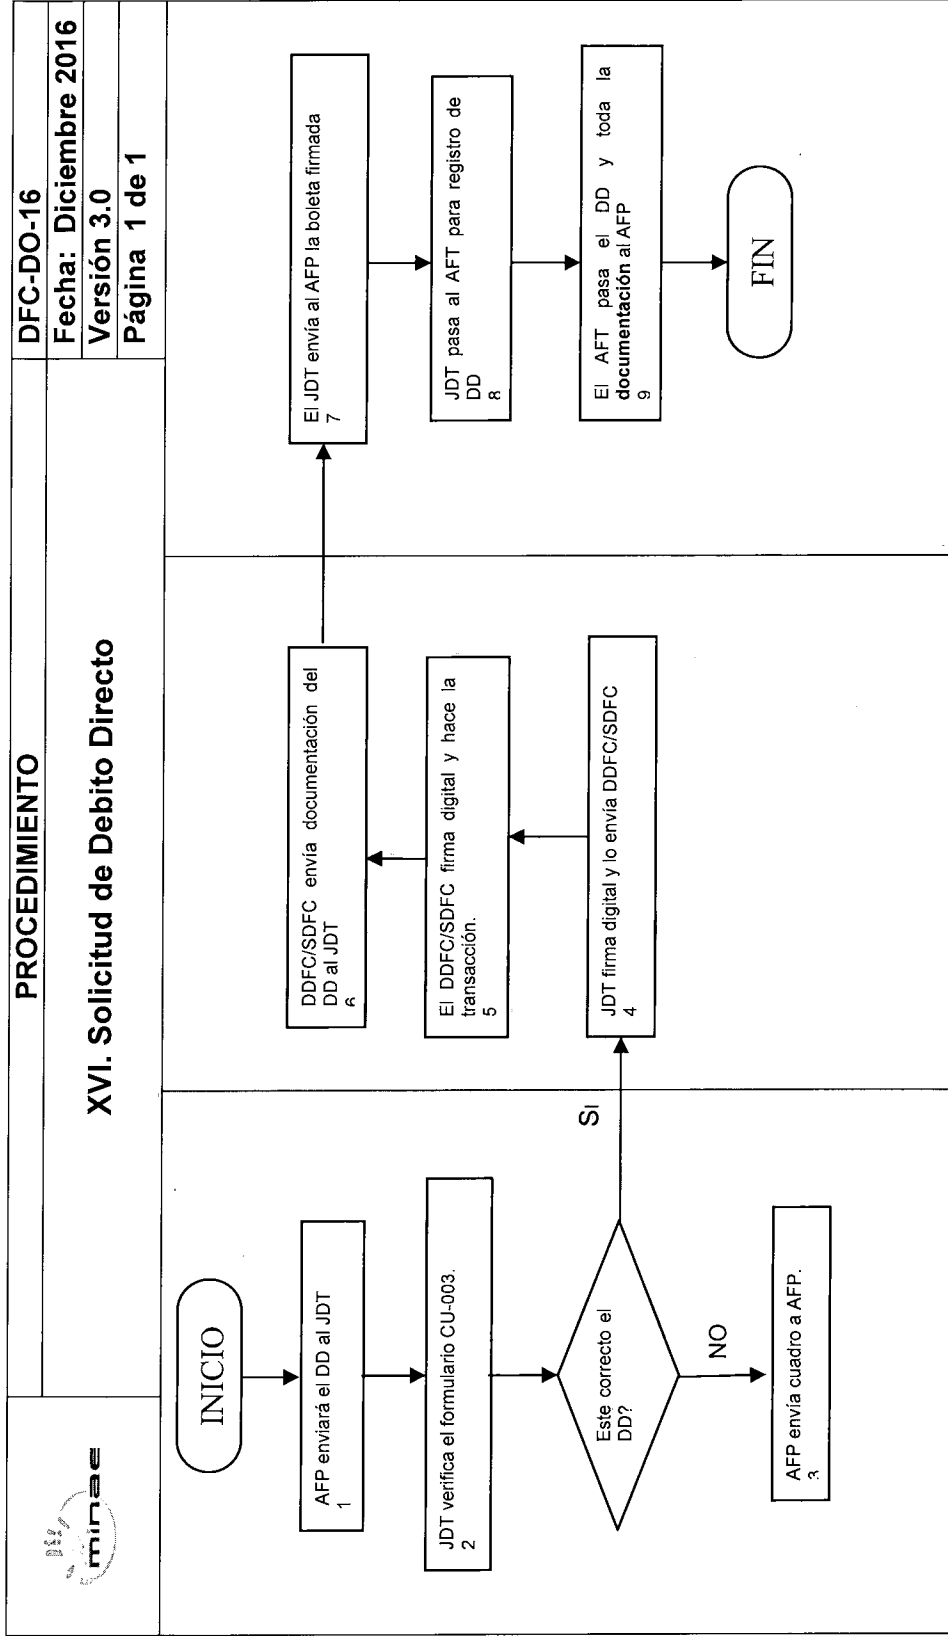 minae
PROCEDIMIENTO
XVI. Solicitud de Debito Directo
DFC-DO-16
Fecha: Diciembre 2016
Versión 3.0
Página 1 de 1
INICIO
AFP enviará el DD al JDT
1
JDT verifica el formulario CU-003.
2
Este correcto el
DD?
SI
NO
AFP envía cuadro a AFP.
3
JDT firma digital y lo envía DDFC/SDFC
4
El DDFC/SDFC firma digital y hace la
transacción.
5
DDFC/SDFC envía documentación del
DD al JDT
6
El JDT envía al AFP la boleta firmada
7
JDT pasa al AFT para registro de
DD
8
El AFT pasa el DD y toda la
documentación al AFP
9
FIN